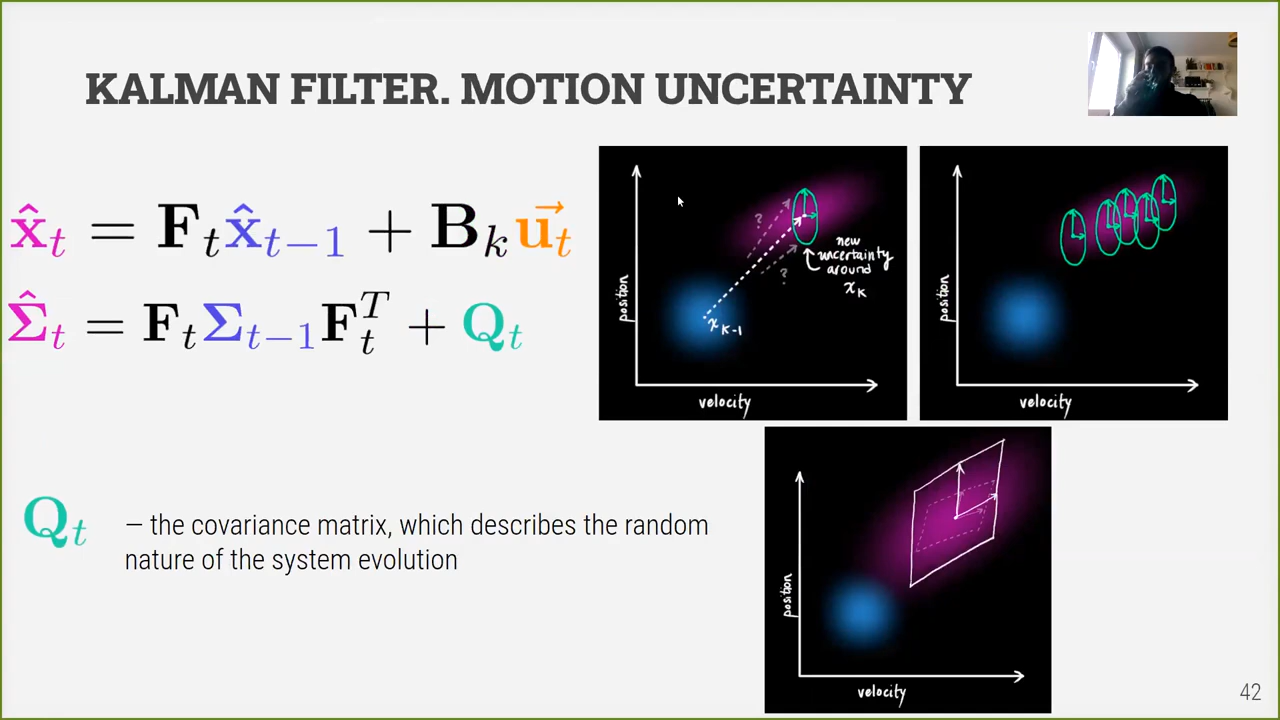 KALMAN FILTER. MOTION UNCERTAINTY
x̂_t = F_t x̂_{t−1} + B_k u⃗_t
Σ̂_t = F_t Σ_{t−1} F_t^T + Q_t
Q_t
– the covariance matrix, which describes the random
nature of the system evolution
position
velocity
x_{K-1}
?
?
new
uncertainty
around
x_K
position
velocity
position
velocity
42